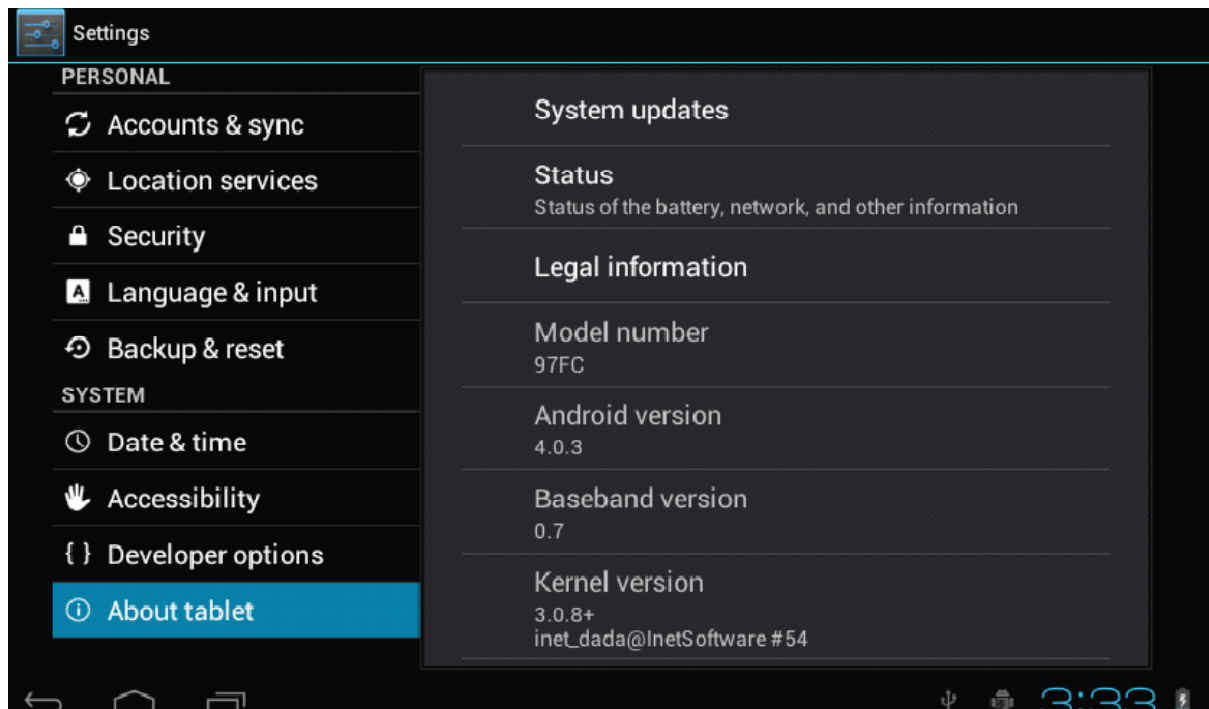 Settings
PERSONAL
Accounts & sync
Location services
Security
Language & input
Backup & reset
SYSTEM
Date & time
Accessibility
{ } Developer options
About tablet
System updates
Status
Status of the battery, network, and other information
Legal information
Model number
97FC
Android version
4.0.3
Baseband version
0.7
Kernel version
3.0.8+
inet_dada@InetSoftware #54
3:33